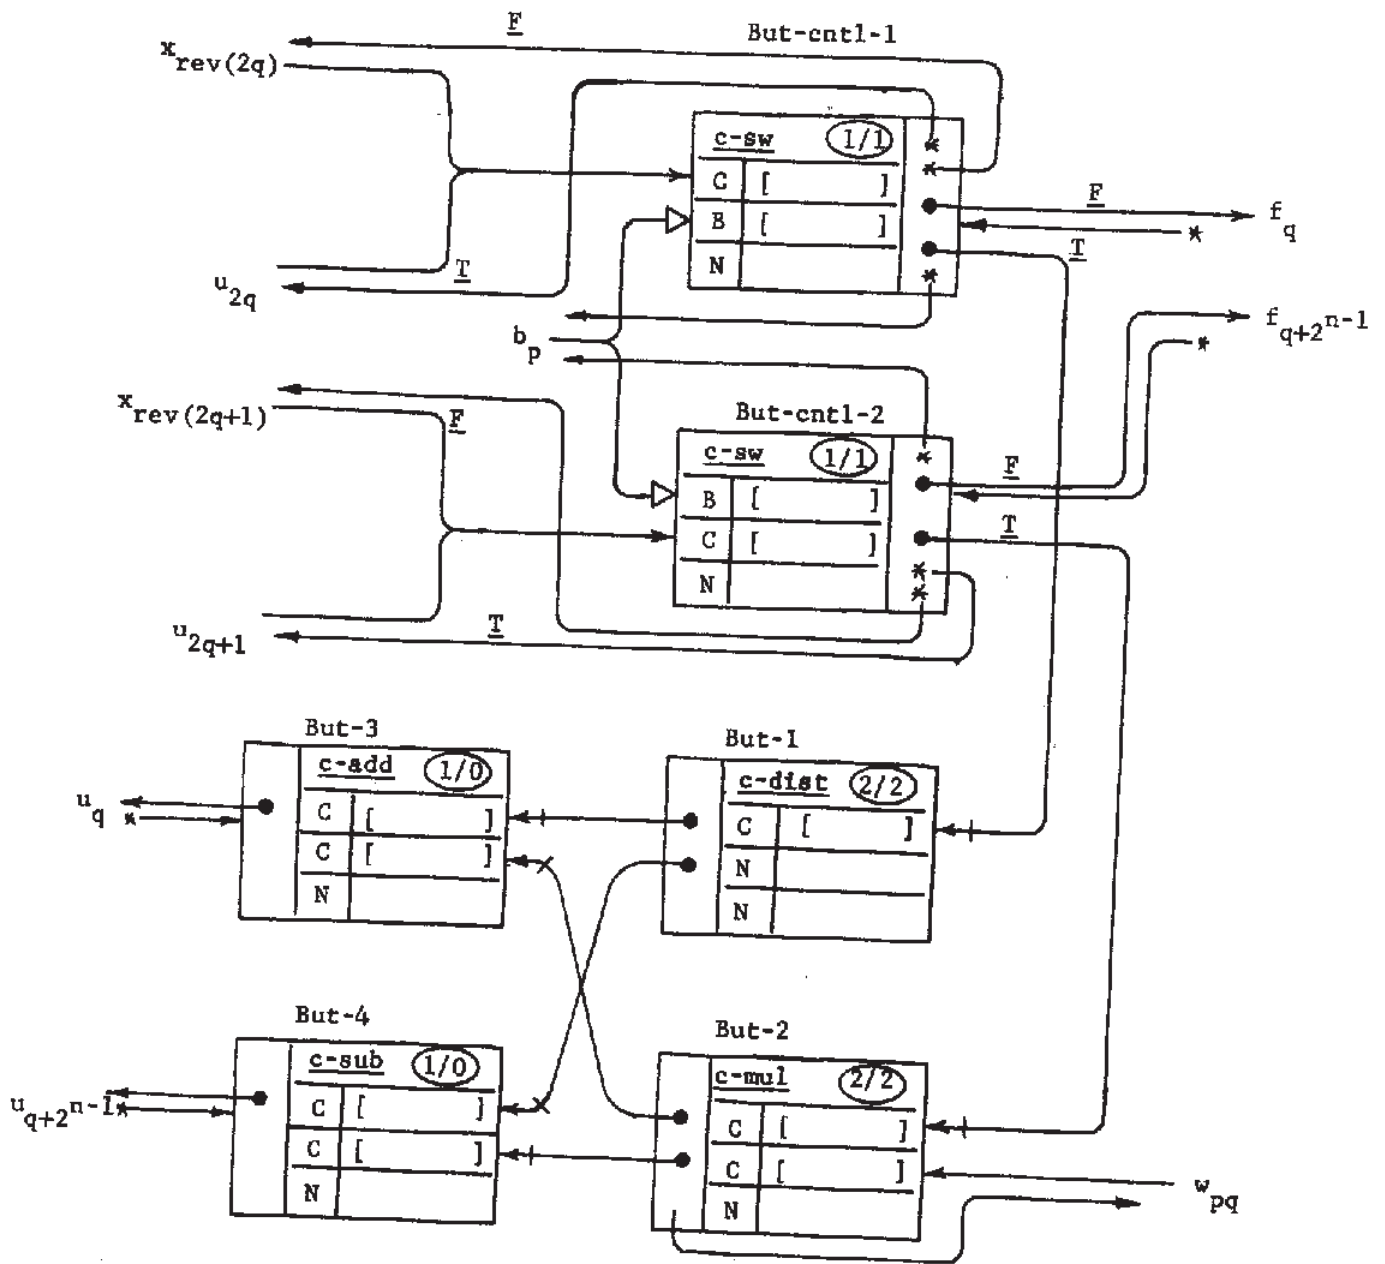 F
But-cntl-1
x rev(2q)
c-sw 1/1
C [ ]
B [ ]
N
F
f q
*
T
T
u 2q
b p
f q+2 n-1
*
x rev(2q+1)
F
But-cntl-2
c-sw 1/1
B [ ]
C [ ]
N
F
T
T
u 2q+1
But-3
c-add 1/0
C [ ]
C [ ]
N
u q
*
But-1
c-dist 2/2
C [ ]
N
N
But-4
c-sub 1/0
C [ ]
C [ ]
N
u q+2 n-1
*
But-2
c-mul 2/2
C [ ]
C [ ]
N
w pq